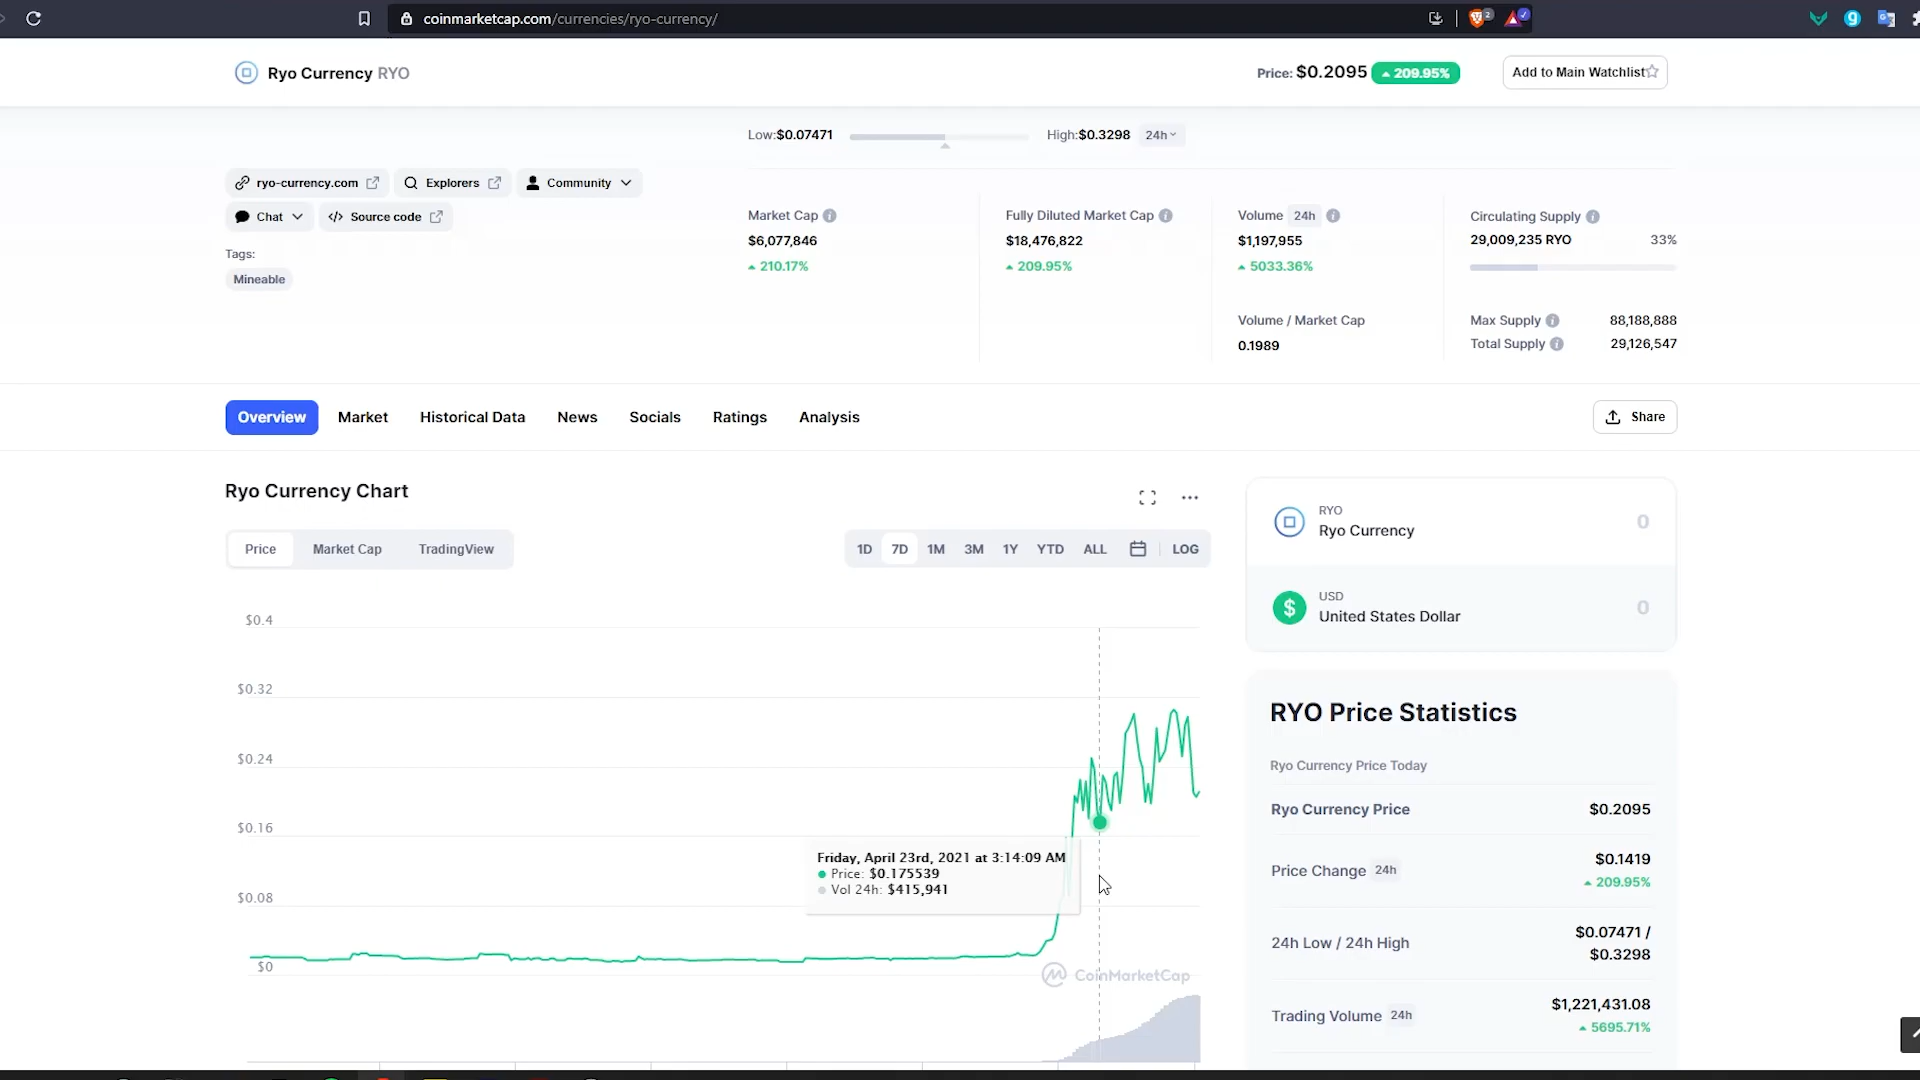 coinmarketcap.com/currencies/ryo-currency/
2
g
Ryo Currency RYO
Price: $0.2095 209.95%
Add to Main Watchlist
Low:$0.07471
High:$0.3298 24h
ryo-currency.com
Explorers
Community
Chat
Source code
Tags:
Mineable
Market Cap
$6,077,846
210.17%
Fully Diluted Market Cap
$18,476,822
209.95%
Volume 24h
$1,197,955
5033.36%
Volume / Market Cap
0.1989
Circulating Supply
29,009,235 RYO 33%
Max Supply 88,188,888
Total Supply 29,126,547
Overview Market Historical Data News Socials Ratings Analysis
Share
Ryo Currency Chart
Price Market Cap TradingView
1D 7D 1M 3M 1Y YTD ALL LOG
$0.4
$0.32
$0.24
$0.16
$0.08
$0
Friday, April 23rd, 2021 at 3:14:09 AM
Price: $0.175539
Vol 24h: $415,941
CoinMarketCap
RYO
Ryo Currency 0
$ USD
United States Dollar 0
RYO Price Statistics
Ryo Currency Price Today
Ryo Currency Price $0.2095
Price Change 24h $0.1419
209.95%
24h Low / 24h High $0.07471 /
$0.3298
Trading Volume 24h $1,221,431.08
5695.71%